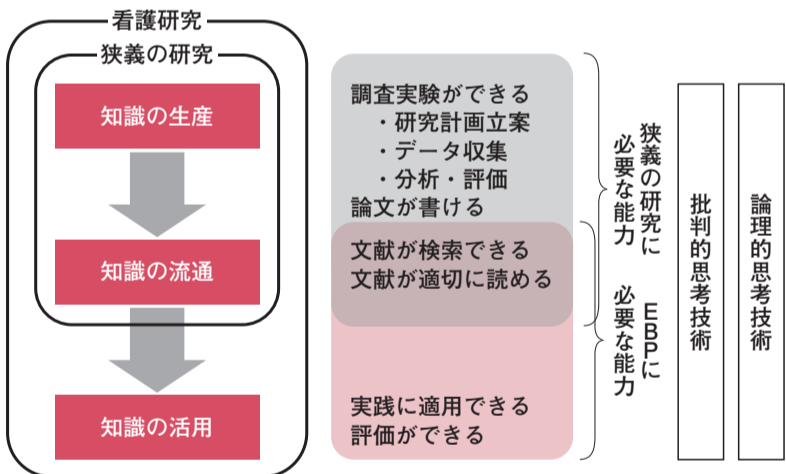 看護研究
狭義の研究
知識の生産
知識の流通
知識の活用
調査実験ができる
・研究計画立案
・データ収集
・分析・評価
論文が書ける
文献が検索できる
文献が適切に読める
実践に適用できる
評価ができる
狭義の研究に
必要な能力
EBPに
必要な能力
批判的思考技術
論理的思考技術